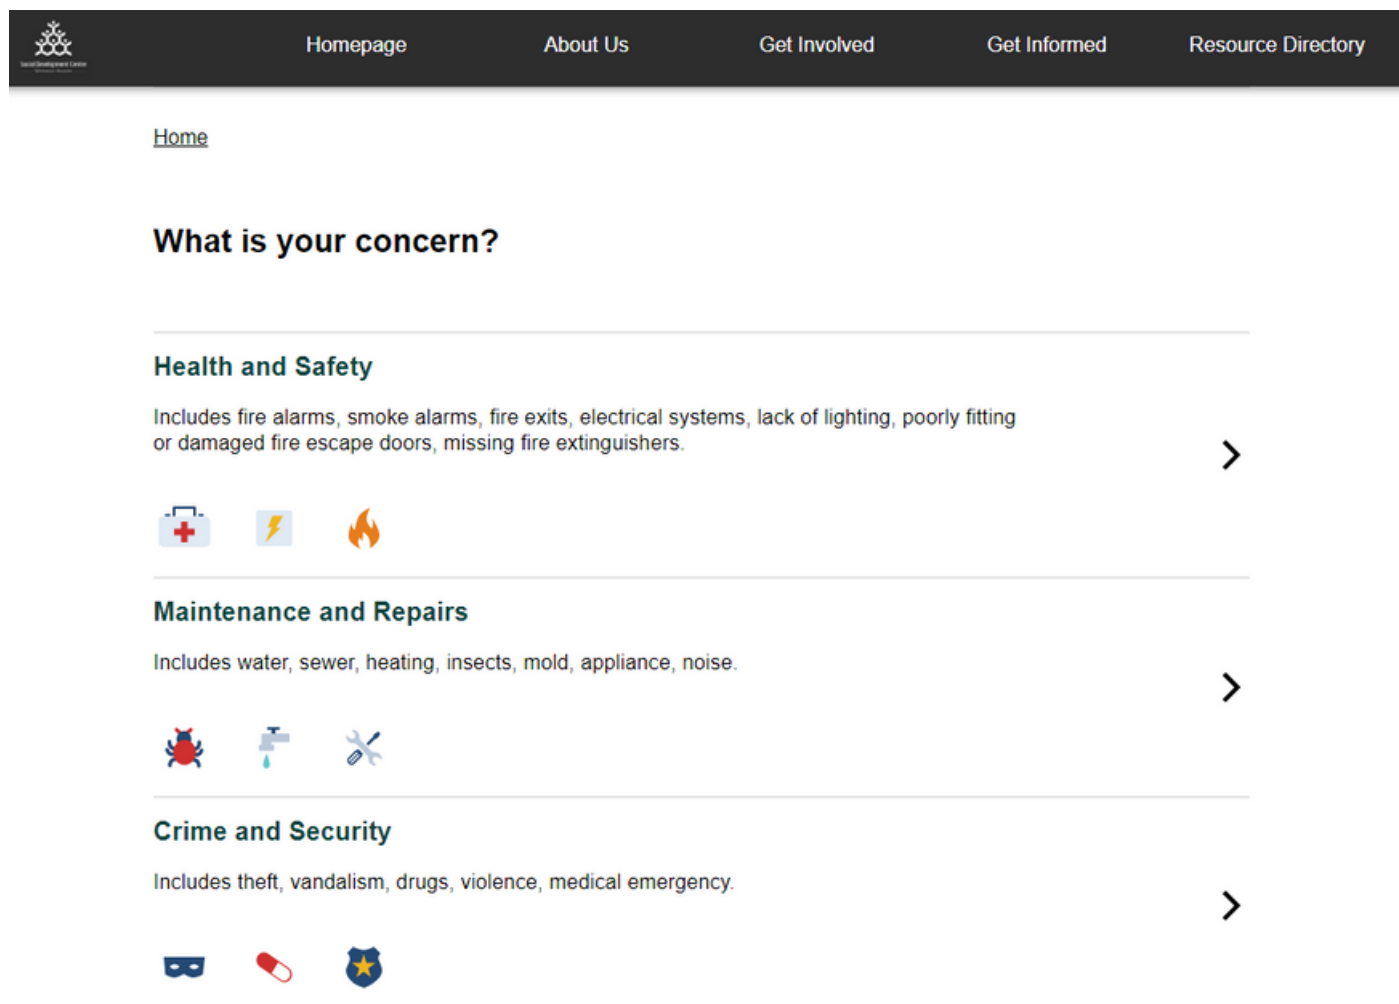 Social Development Centre
Homepage
About Us
Get Involved
Get Informed
Resource Directory
Home
What is your concern?
Health and Safety
Includes fire alarms, smoke alarms, fire exits, electrical systems, lack of lighting, poorly fitting
or damaged fire escape doors, missing fire extinguishers.
Maintenance and Repairs
Includes water, sewer, heating, insects, mold, appliance, noise.
Crime and Security
Includes theft, vandalism, drugs, violence, medical emergency.